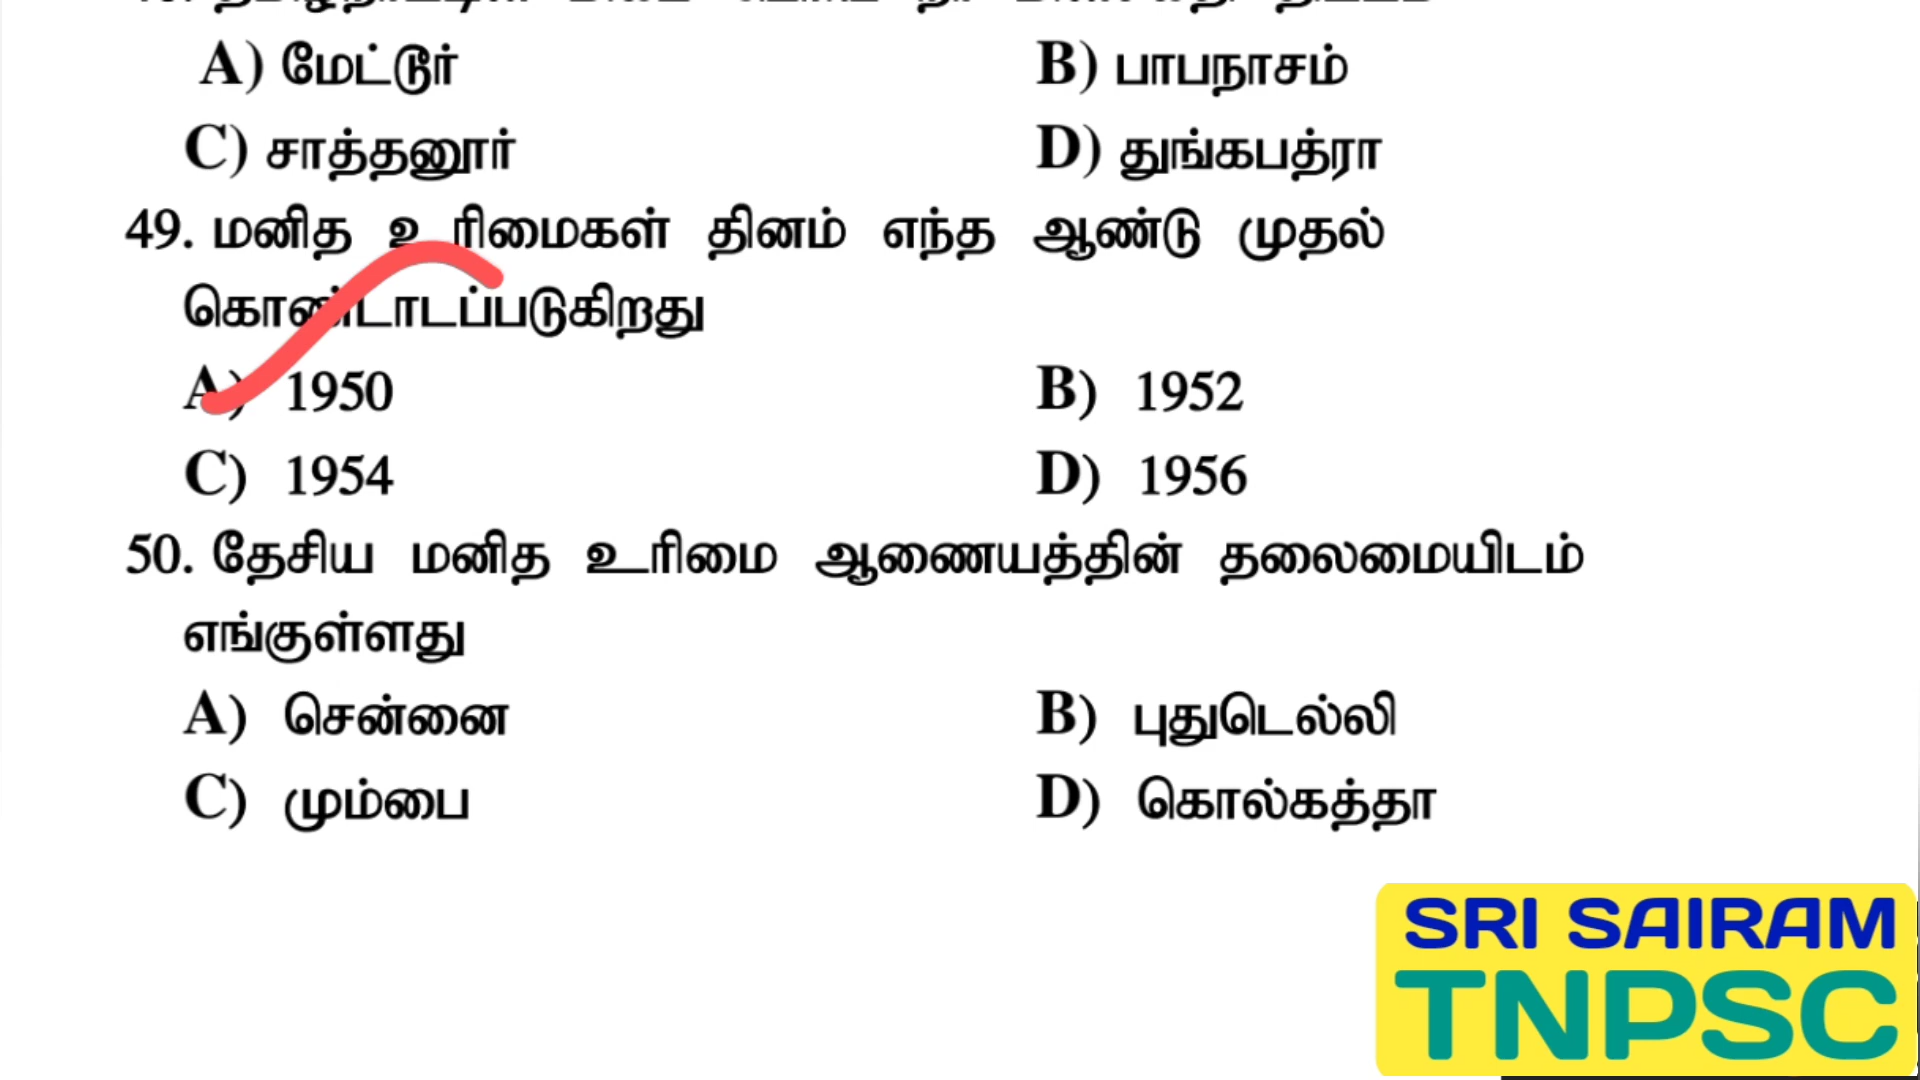 A) மேட்டூர் B) பாபநாசம்
C) சாத்தனூர் D) துங்கபத்ரா
49. மனித உரிமைகள் தினம் எந்த ஆண்டு முதல்
கொண்டாடப்படுகிறது
A) 1950 B) 1952
C) 1954 D) 1956
50. தேசிய மனித உரிமை ஆணையத்தின் தலைமையிடம்
எங்குள்ளது
A) சென்னை B) புதுடெல்லி
C) மும்பை D) கொல்கத்தா
SRI SAIRAM
TNPSC